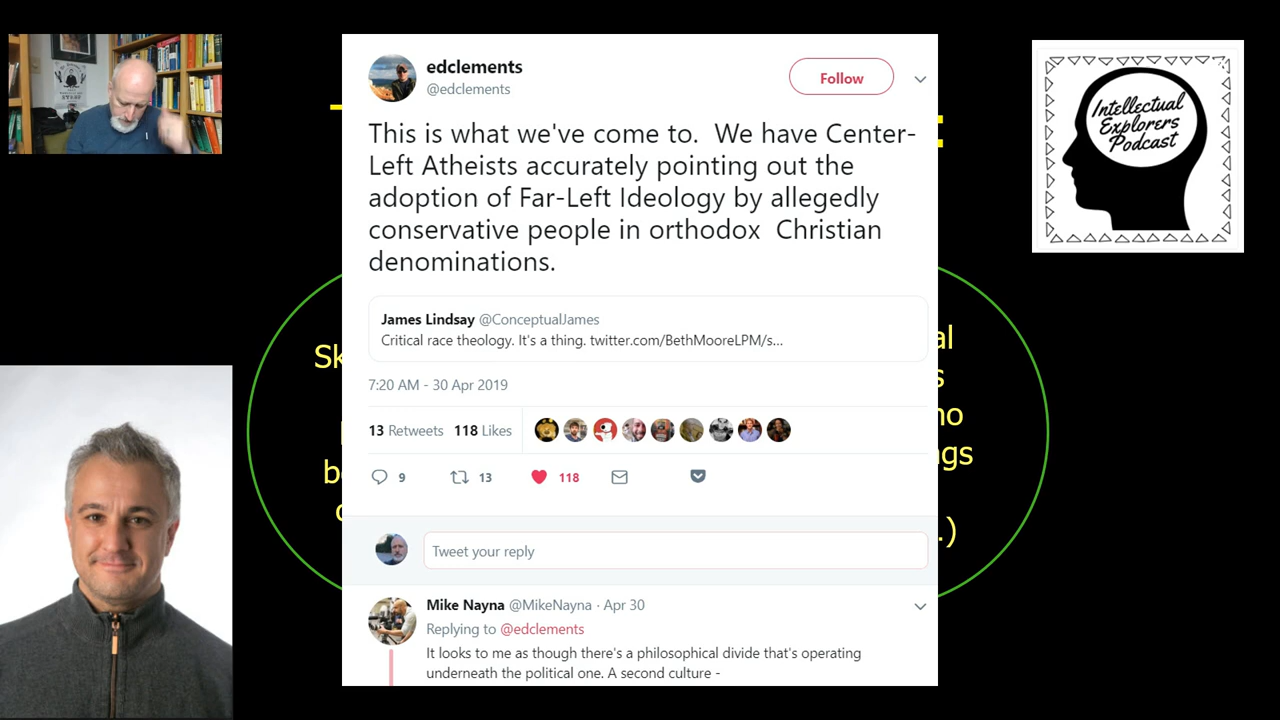 edclements
@edclements
Follow
This is what we've come to.  We have Center-
Left Atheists accurately pointing out the
adoption of Far-Left Ideology by allegedly
conservative people in orthodox  Christian
denominations.
James Lindsay @ConceptualJames
Critical race theology. It's a thing. twitter.com/BethMooreLPM/s...
7:20 AM - 30 Apr 2019
13 Retweets 118 Likes
9 13 118
Tweet your reply
Mike Nayna @MikeNayna · Apr 30
Replying to @edclements
It looks to me as though there's a philosophical divide that's operating
underneath the political one. A second culture -
Intellectual
Explorers
Podcast